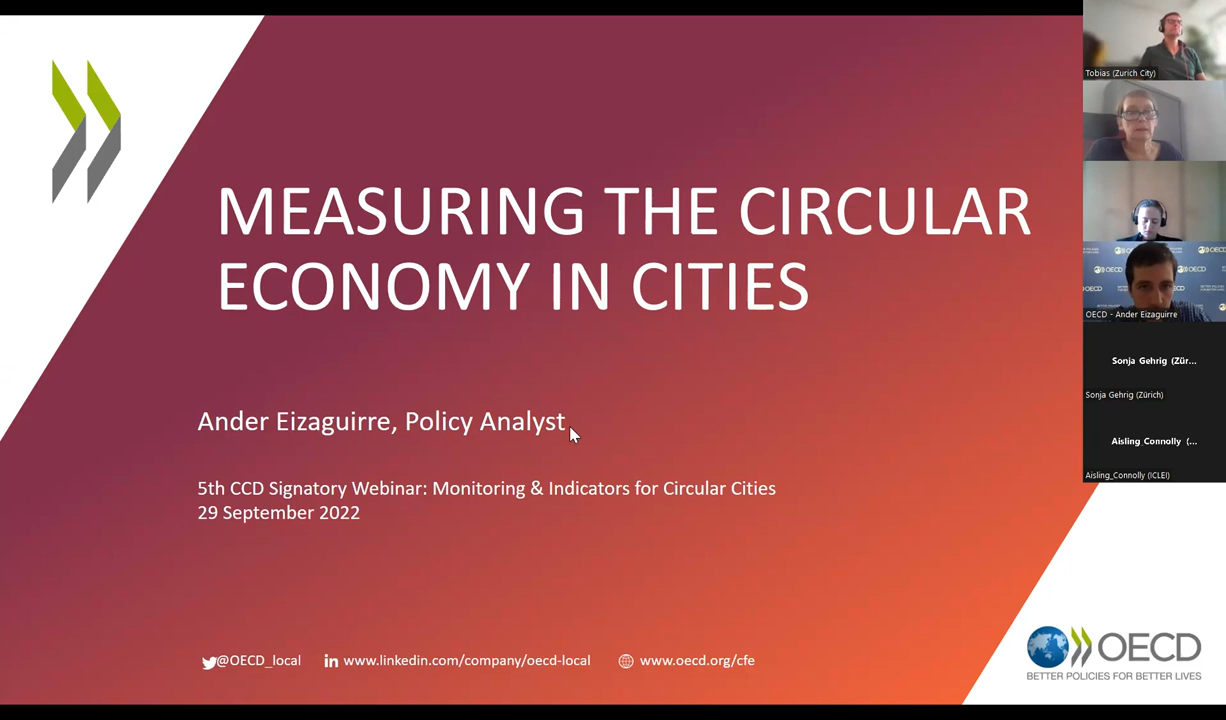 MEASURING THE CIRCULAR
ECONOMY IN CITIES
Ander Eizaguirre, Policy Analyst
5th CCD Signatory Webinar: Monitoring & Indicators for Circular Cities
29 September 2022
@OECD_local
www.linkedin.com/company/oecd-local
www.oecd.org/cfe
OECD
BETTER POLICIES FOR BETTER LIVES
Tobias (Zurich City)
OECD - Ander Eizaguirre
Sonja Gehrig (Zür...
Sonja Gehrig (Zürich)
Aisling Connolly (...
Aisling_Connolly (ICLEI)